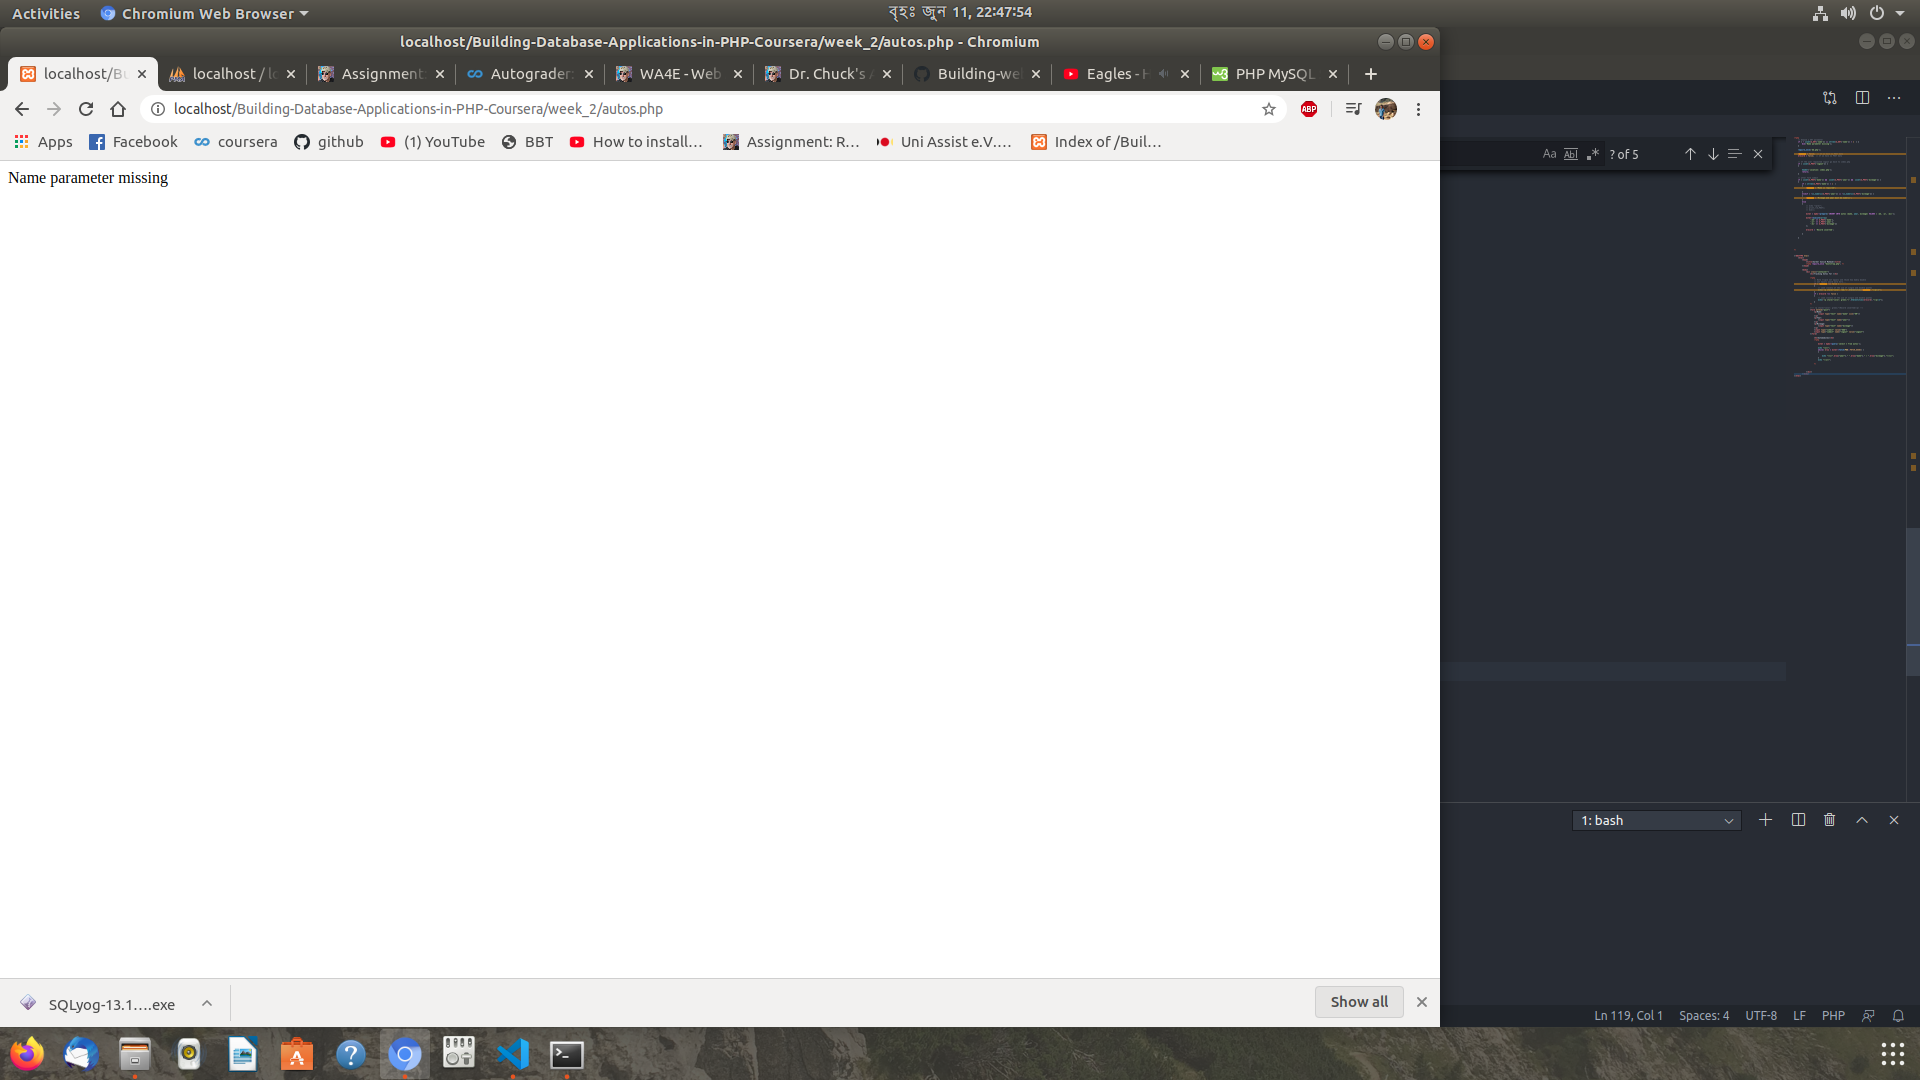 Activities
Chromium Web Browser
বৃহঃ জুন 11, 22:47:54
localhost/Building-Database-Applications-in-PHP-Coursera/week_2/autos.php - Chromium
localhost/Bu
localhost / lo
Assignment:
Autograder:
WA4E - Web
Dr. Chuck's A
Building-we
Eagles - H
PHP MySQL
localhost/Building-Database-Applications-in-PHP-Coursera/week_2/autos.php
ABP
Apps
Facebook
coursera
github
(1) YouTube
BBT
How to install...
Assignment: R...
Uni Assist e.V....
Index of /Buil...
Name parameter missing
Aa
Abl
? of 5
1: bash
SQLyog-13.1....exe
Show all
Ln 119, Col 1
Spaces: 4
UTF-8
LF
PHP